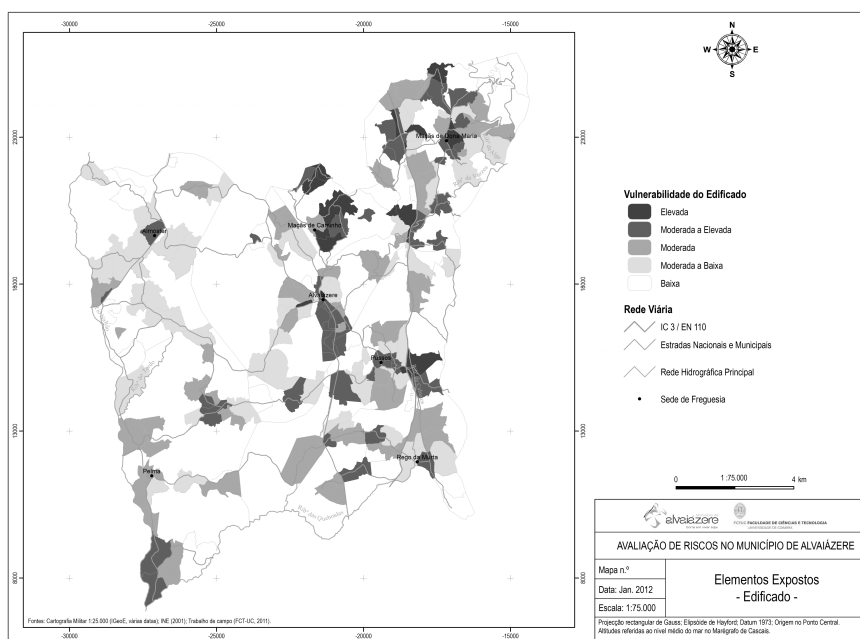 -30000 -25000 -20000 -15000
N
W E
S
23000 23000
18000 18000
13000 13000
8000 8000
-30000 -25000 -20000 -15000
Maçãs de Dona Maria
Almoster
Maçãs de Caminho
Alvaiázere
Pussos
Rego da Murta
Pelmá
Vulnerabilidade do Edificado
Elevada
Moderada a Elevada
Moderada
Moderada a Baixa
Baixa
Rede Viária
IC 3 / EN 110
Estradas Nacionais e Municipais
Rede Hidrográfica Principal
Sede de Freguesia
1:75.000
0 4 km
alvaiázere
FCTUC FACULDADE DE CIÊNCIAS E TECNOLOGIA
UNIVERSIDADE DE COIMBRA
AVALIAÇÃO DE RISCOS NO MUNICÍPIO DE ALVAIÁZERE
Mapa n.º
Data: Jan. 2012
Escala: 1:75.000
Elementos Expostos
- Edificado -
Projecção rectangular de Gauss; Elipsóide de Hayford; Datum 1973; Origem no Ponto Central.
Altitudes referidas ao nível médio do mar no Marégrafo de Cascais.
Fontes: Cartografia Militar 1:25.000 (IGeoE, várias datas); INE (2001); Trabalho de campo (FCT-UC, 2011).